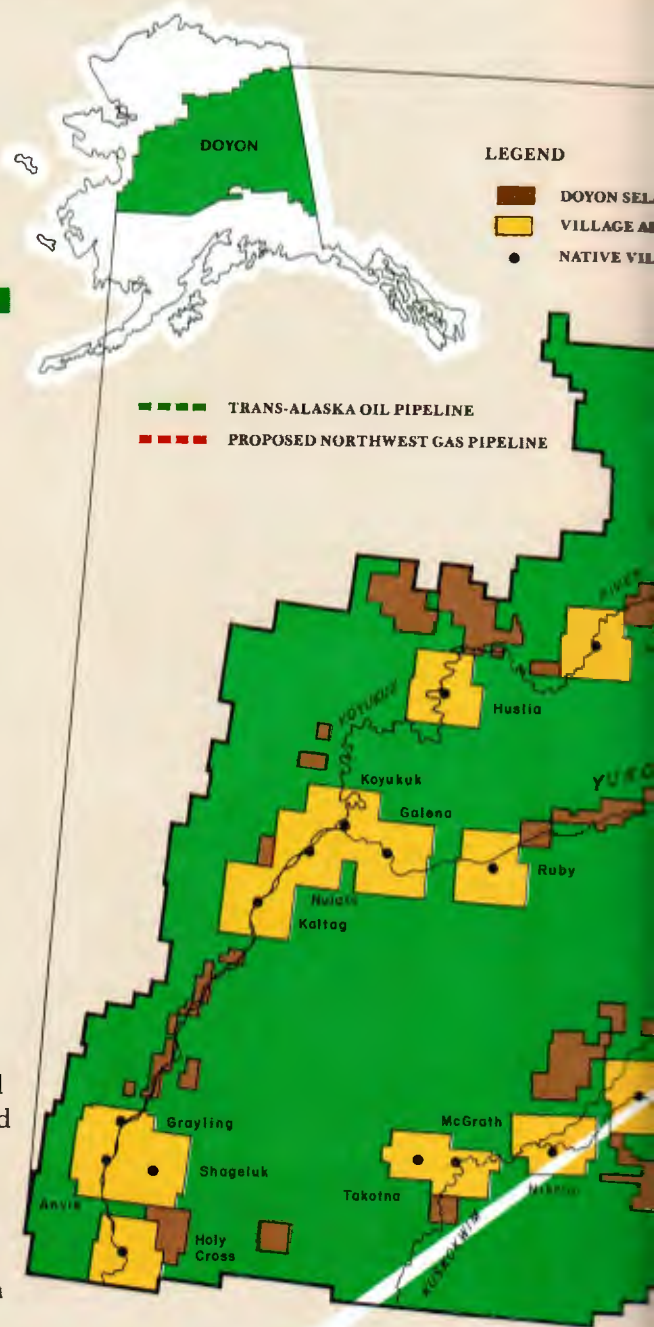 DOYON
LEGEND
DOYON SEL
VILLAGE
NATIVE VIL
TRANS-ALASKA OIL PIPELINE
PROPOSED NORTHWEST GAS PIPELINE
RIVER
KOYUKUK
Huslia
Koyukuk
Galena
YUKO
Ruby
Nulato
Kaltag
Grayling
McGrath
Shageluk
Anvik
Takotna
Nikolai
Holy
Cross
KUSKOKWIM